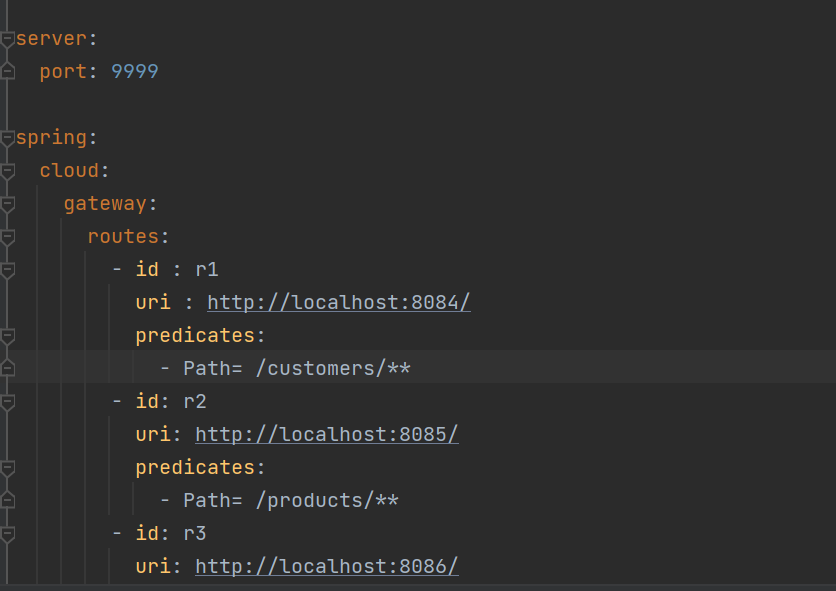 server:
  port: 9999

spring:
  cloud:
    gateway:
      routes:
        - id : r1
          uri : http://localhost:8084/
          predicates:
            - Path= /customers/**
        - id: r2
          uri: http://localhost:8085/
          predicates:
            - Path= /products/**
        - id: r3
          uri: http://localhost:8086/